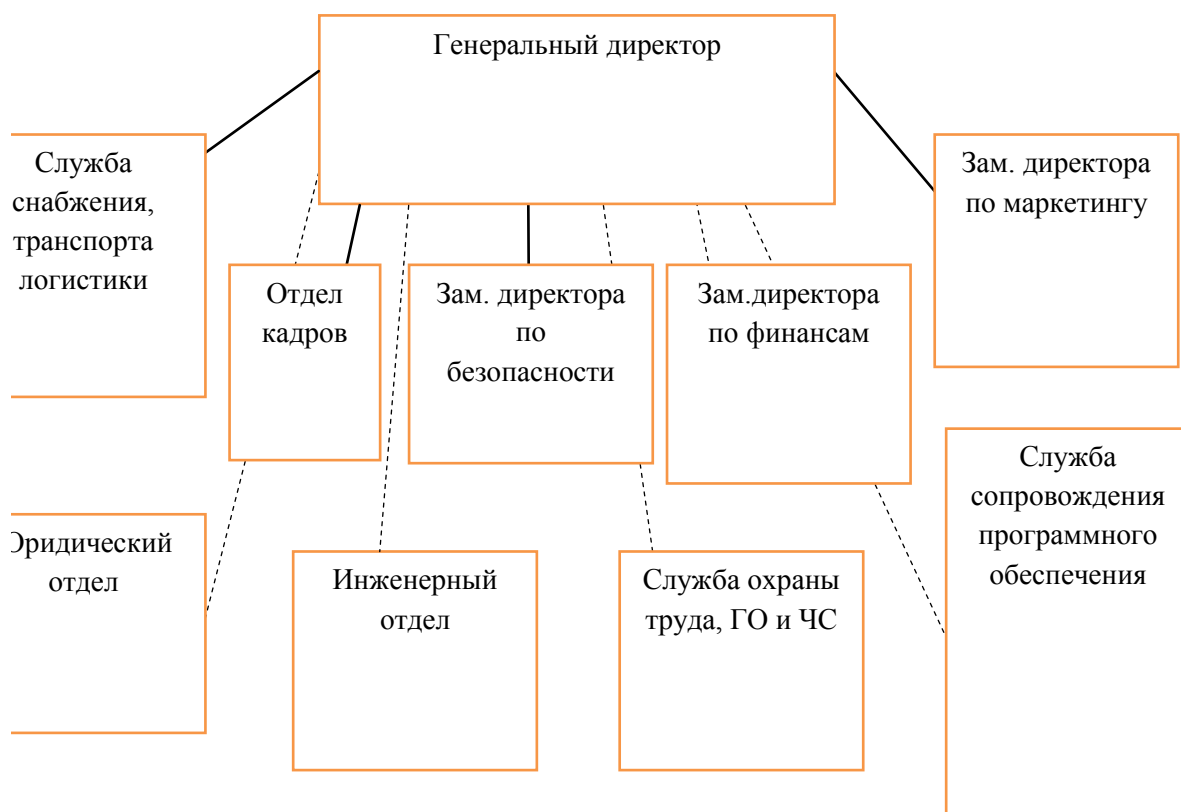 Генеральный директор
Служба
снабжения,
транспорта
логистики
Зам. директора
по маркетингу
Отдел
кадров
Зам. директора
по
безопасности
Зам.директора
по финансам
Служба
сопровождения
программного
обеспечения
Юридический
отдел
Инженерный
отдел
Служба охраны
труда, ГО и ЧС